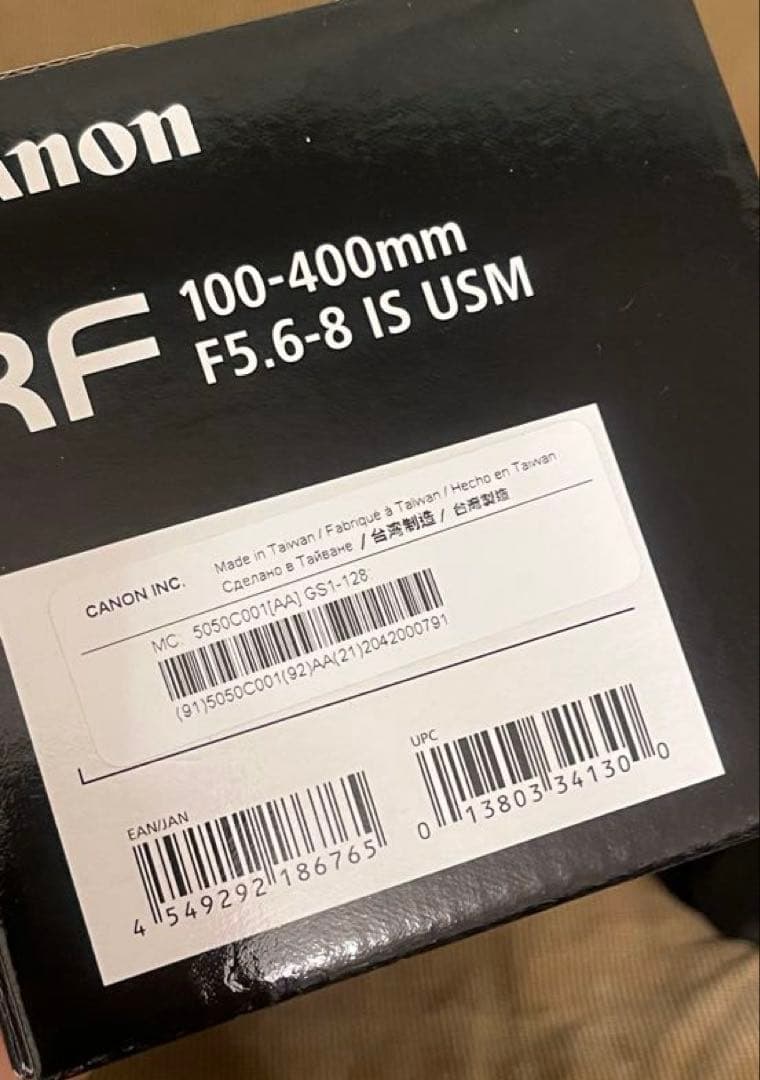 anon
RF 100-400mm
F5.6-8 IS USM
CANON INC.
Made in Taiwan / Fabriqué à Taïwan / Hecho en Taiwan
Сделано в Тайване / 台湾制造 / 台灣製造
MC: 5050C001[AA] GS1-128:
(91)5050C001(92)AA(21)2042000791
EAN/JAN
4 549292 186765
UPC
0 13803 34130 0